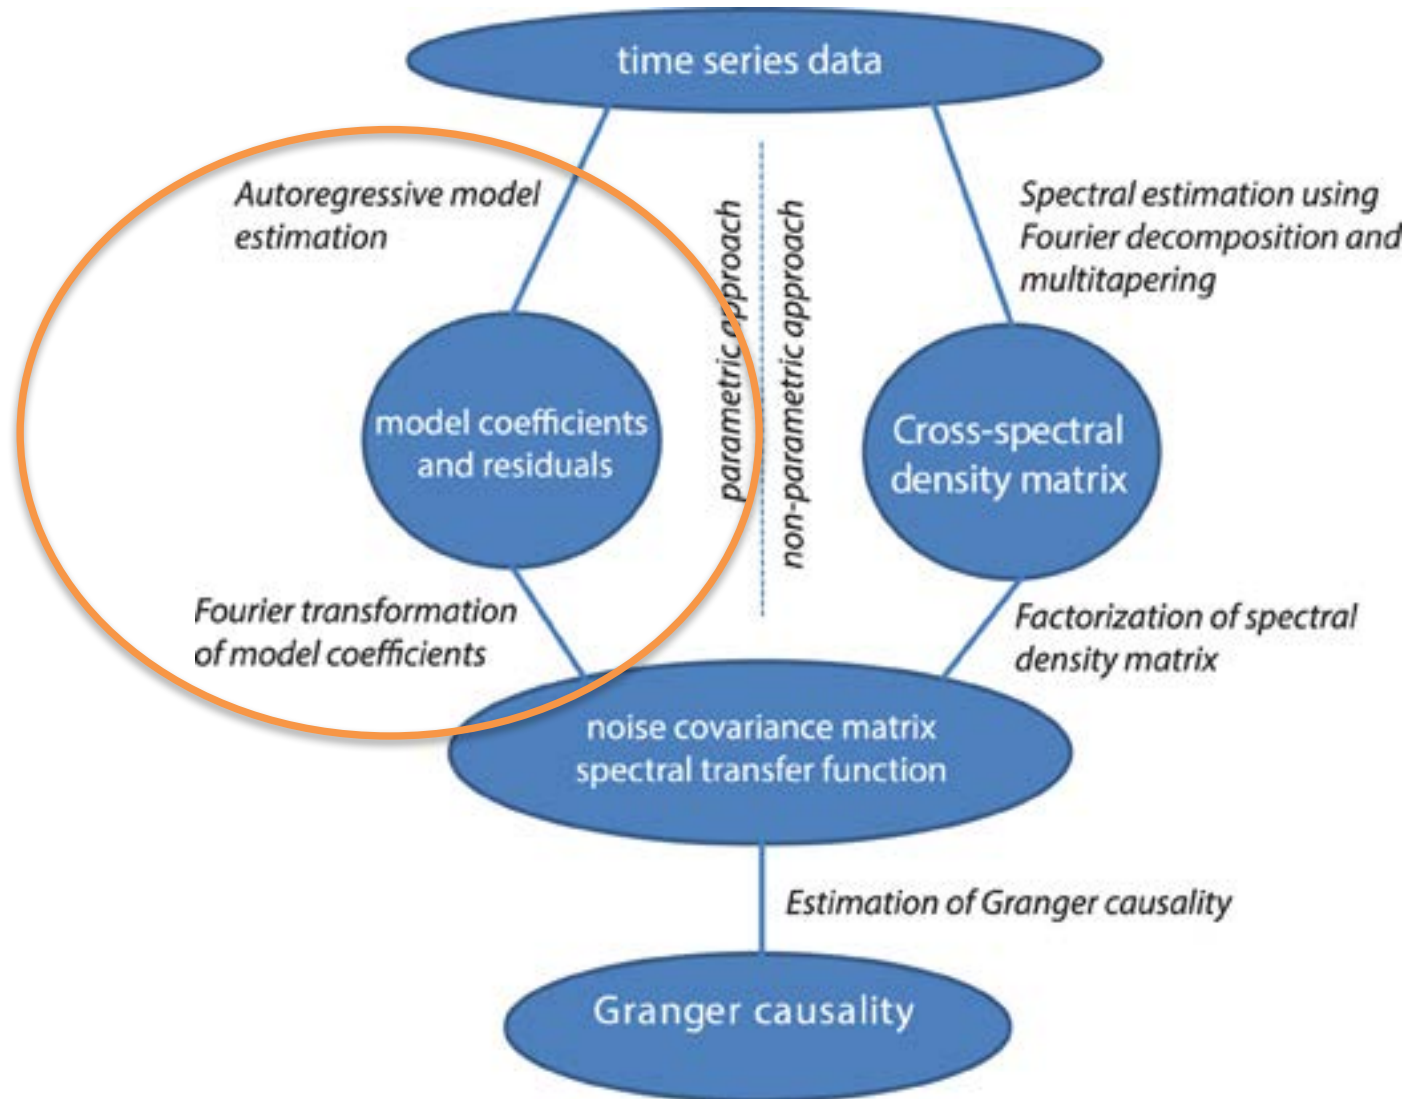 time series data
Autoregressive model
estimation
parametric approach
non-parametric approach
Spectral estimation using
Fourier decomposition and
multitapering
model coefficients
and residuals
Cross-spectral
density matrix
Fourier transformation
of model coefficients
Factorization of spectral
density matrix
noise covariance matrix
spectral transfer function
Estimation of Granger causality
Granger causality